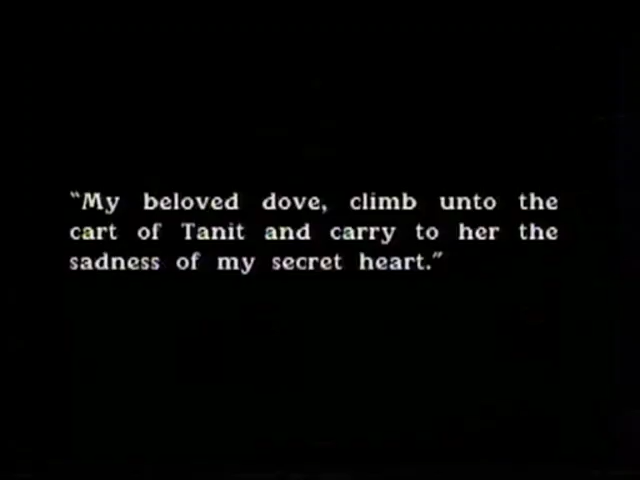 “My beloved dove, climb unto the
cart of Tanit and carry to her the
sadness of my secret heart.”